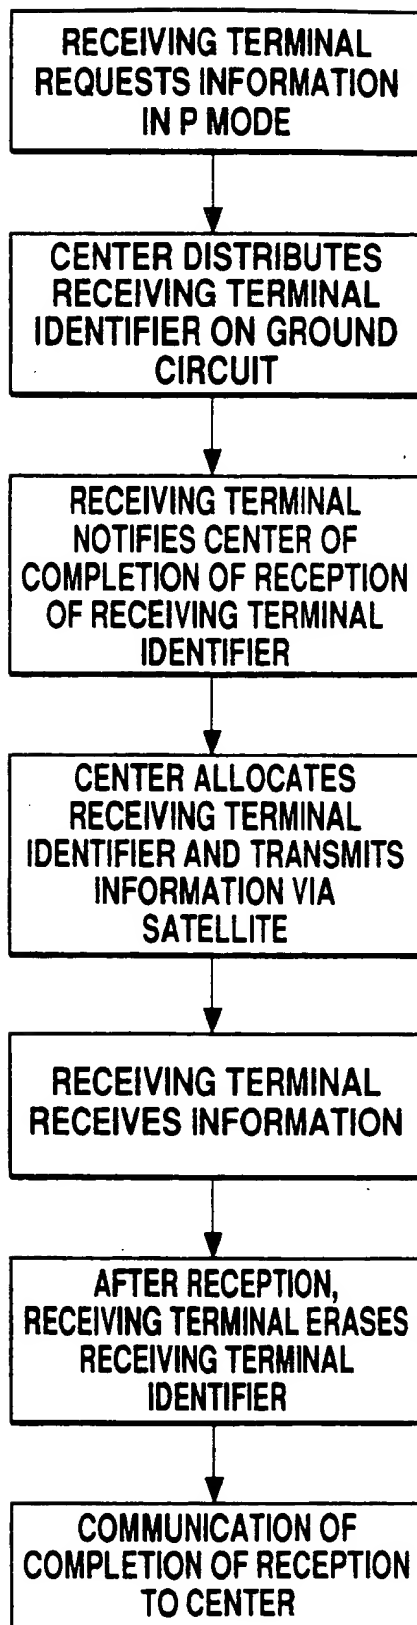 RECEIVING TERMINAL
REQUESTS INFORMATION
IN P MODE
CENTER DISTRIBUTES
RECEIVING TERMINAL
IDENTIFIER ON GROUND
CIRCUIT
RECEIVING TERMINAL
NOTIFIES CENTER OF
COMPLETION OF RECEPTION
OF RECEIVING TERMINAL
IDENTIFIER
CENTER ALLOCATES
RECEIVING TERMINAL
IDENTIFIER AND TRANSMITS
INFORMATION VIA
SATELLITE
RECEIVING TERMINAL
RECEIVES INFORMATION
AFTER RECEPTION,
RECEIVING TERMINAL ERASES
RECEIVING TERMINAL
IDENTIFIER
COMMUNICATION OF
COMPLETION OF RECEPTION
TO CENTER